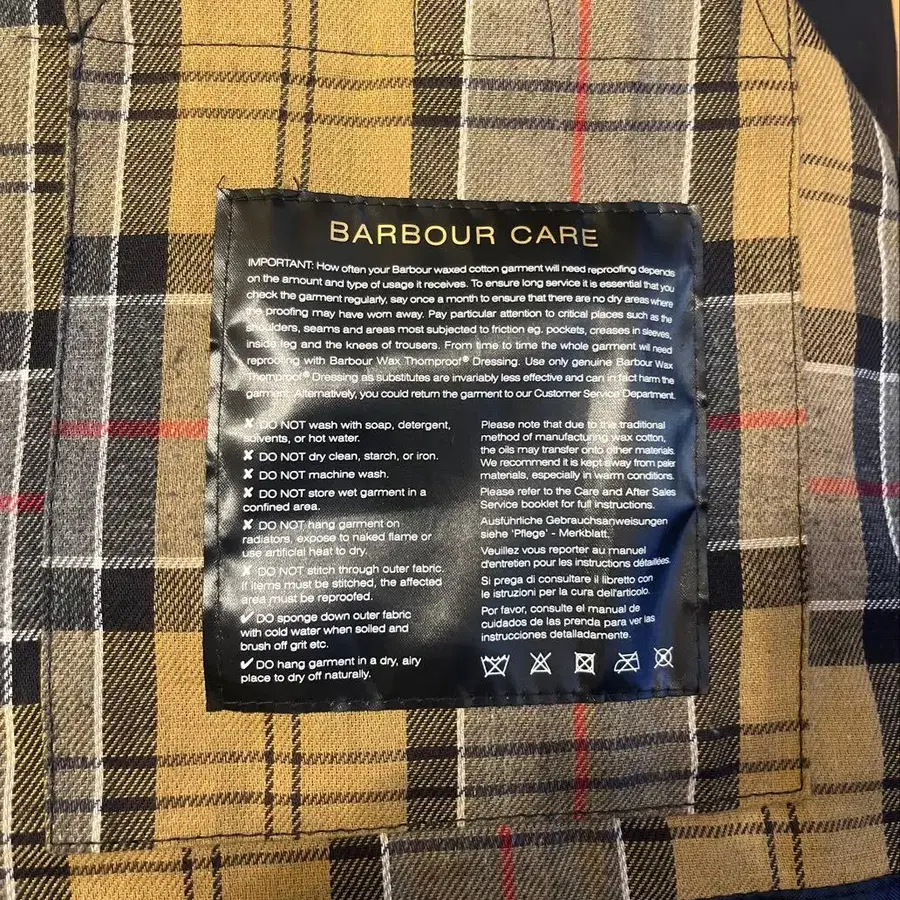 BARBOUR CARE
IMPORTANT: How often your Barbour waxed cotton garment will need reproofing depends
on the amount and type of usage it receives. To ensure long service it is essential that you
check the garment regularly, say once a month to ensure that there are no dry areas where
the proofing may have worn away. Pay particular attention to critical places such as the
shoulders, seams and areas most subjected to friction eg. pockets, creases in sleeves,
inside leg and the knees of trousers. From time to time the whole garment will need
reproofing with Barbour Wax Thornproof® Dressing. Use only genuine Barbour Wax
Thornproof® Dressing as substitutes are invariably less effective and can in fact harm the
garment. Alternatively, you could return the garment to our Customer Service Department.
✘ DO NOT wash with soap, detergent,
solvents, or hot water.
✘ DO NOT dry clean, starch, or iron.
✘ DO NOT machine wash.
✘ DO NOT store wet garment in a
confined area.
✘ DO NOT hang garment on
radiators, expose to naked flame or
use artificial heat to dry.
✘ DO NOT stitch through outer fabric.
If items must be stitched, the affected
area must be reproofed.
✔ DO sponge down outer fabric
with cold water when soiled and
brush off grit etc.
✔ DO hang garment in a dry, airy
place to dry off naturally.
Please note that due to the traditional
method of manufacturing wax cotton,
the oils may transfer onto other materials.
We recommend it is kept away from paler
materials, especially in warm conditions.
Please refer to the Care and After Sales
Service booklet for full instructions.
Ausführliche Gebrauchsanweisungen
siehe 'Pflege' - Merkblatt.
Veuillez vous reporter au manuel
d'entretien pour les instructions détaillées.
Si prega di consultare il libretto con
le istruzioni per la cura dell'articolo.
Por favor, consulte el manual de
cuidados de las prenda para ver las
instrucciones detalladamente.